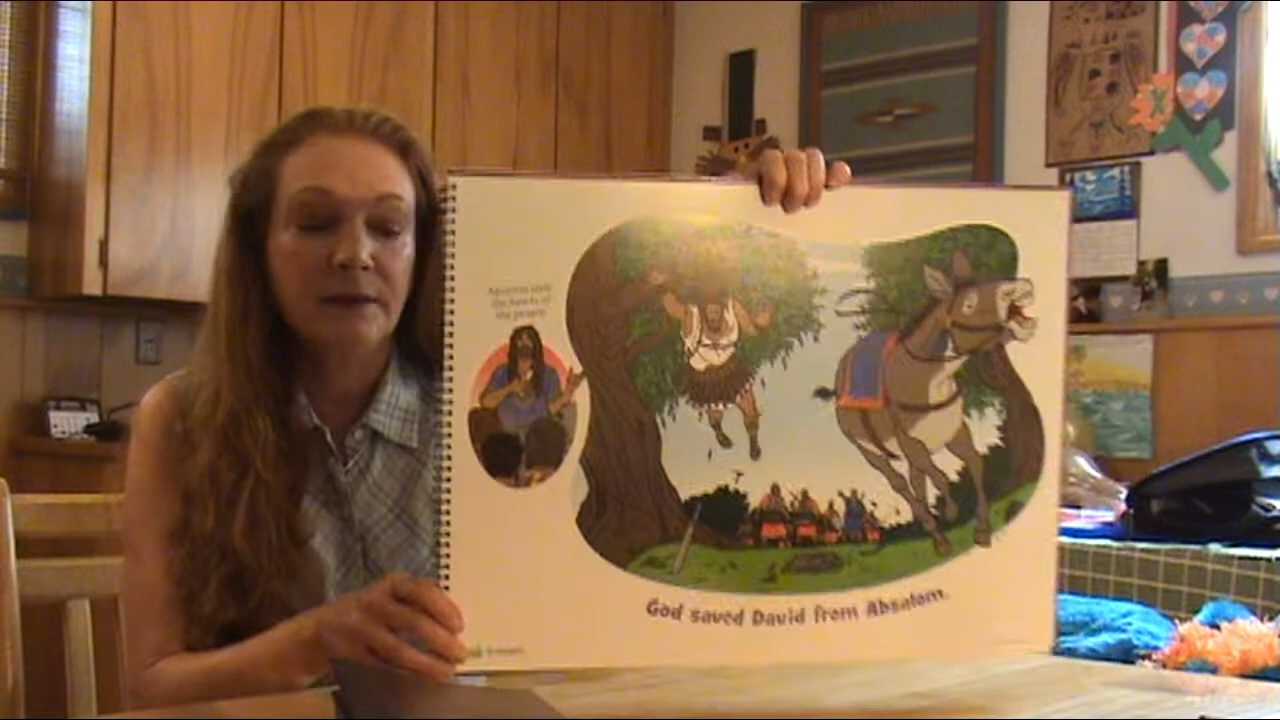 Absalom stole
the hearts of
the people.
God saved David from Absalom.